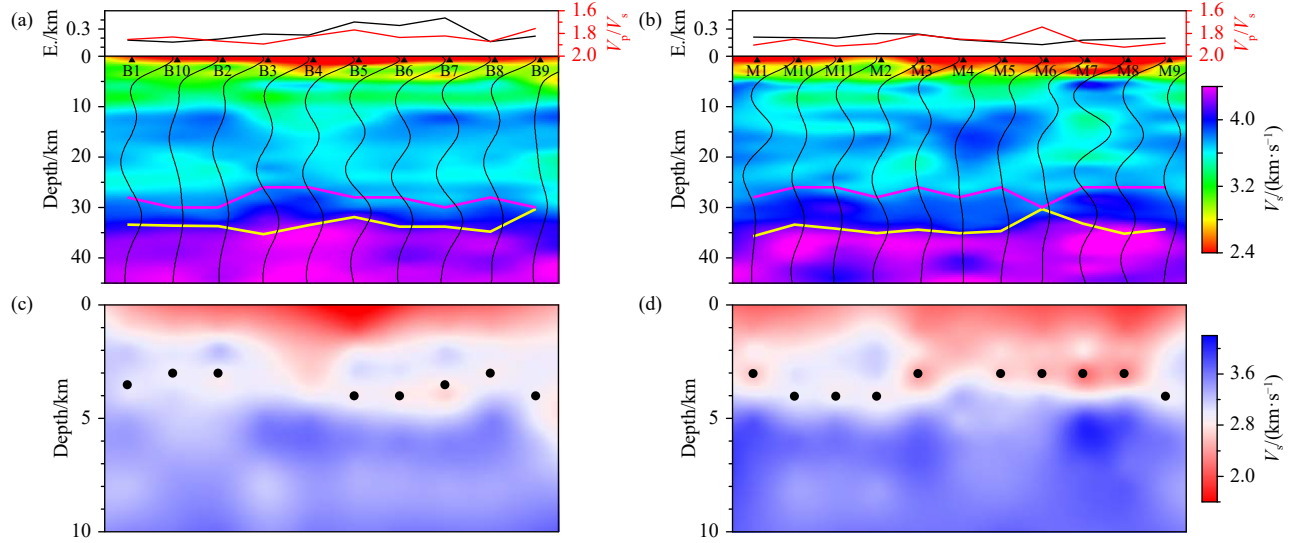 (a)
E./km
0.3
0
1.6
1.8
2.0
Vp/Vs
B1 B10 B2 B3 B4 B5 B6 B7 B8 B9
Depth/km
10
20
30
40
(b)
E./km
0.3
0
1.6
1.8
2.0
Vp/Vs
M1 M10 M11 M2 M3 M4 M5 M6 M7 M8 M9
Depth/km
10
20
30
40
4.0
3.2
2.4
Vs/(km·s⁻¹)
(c)
Depth/km
0
5
10
(d)
Depth/km
0
5
10
3.6
2.8
2.0
Vs/(km·s⁻¹)